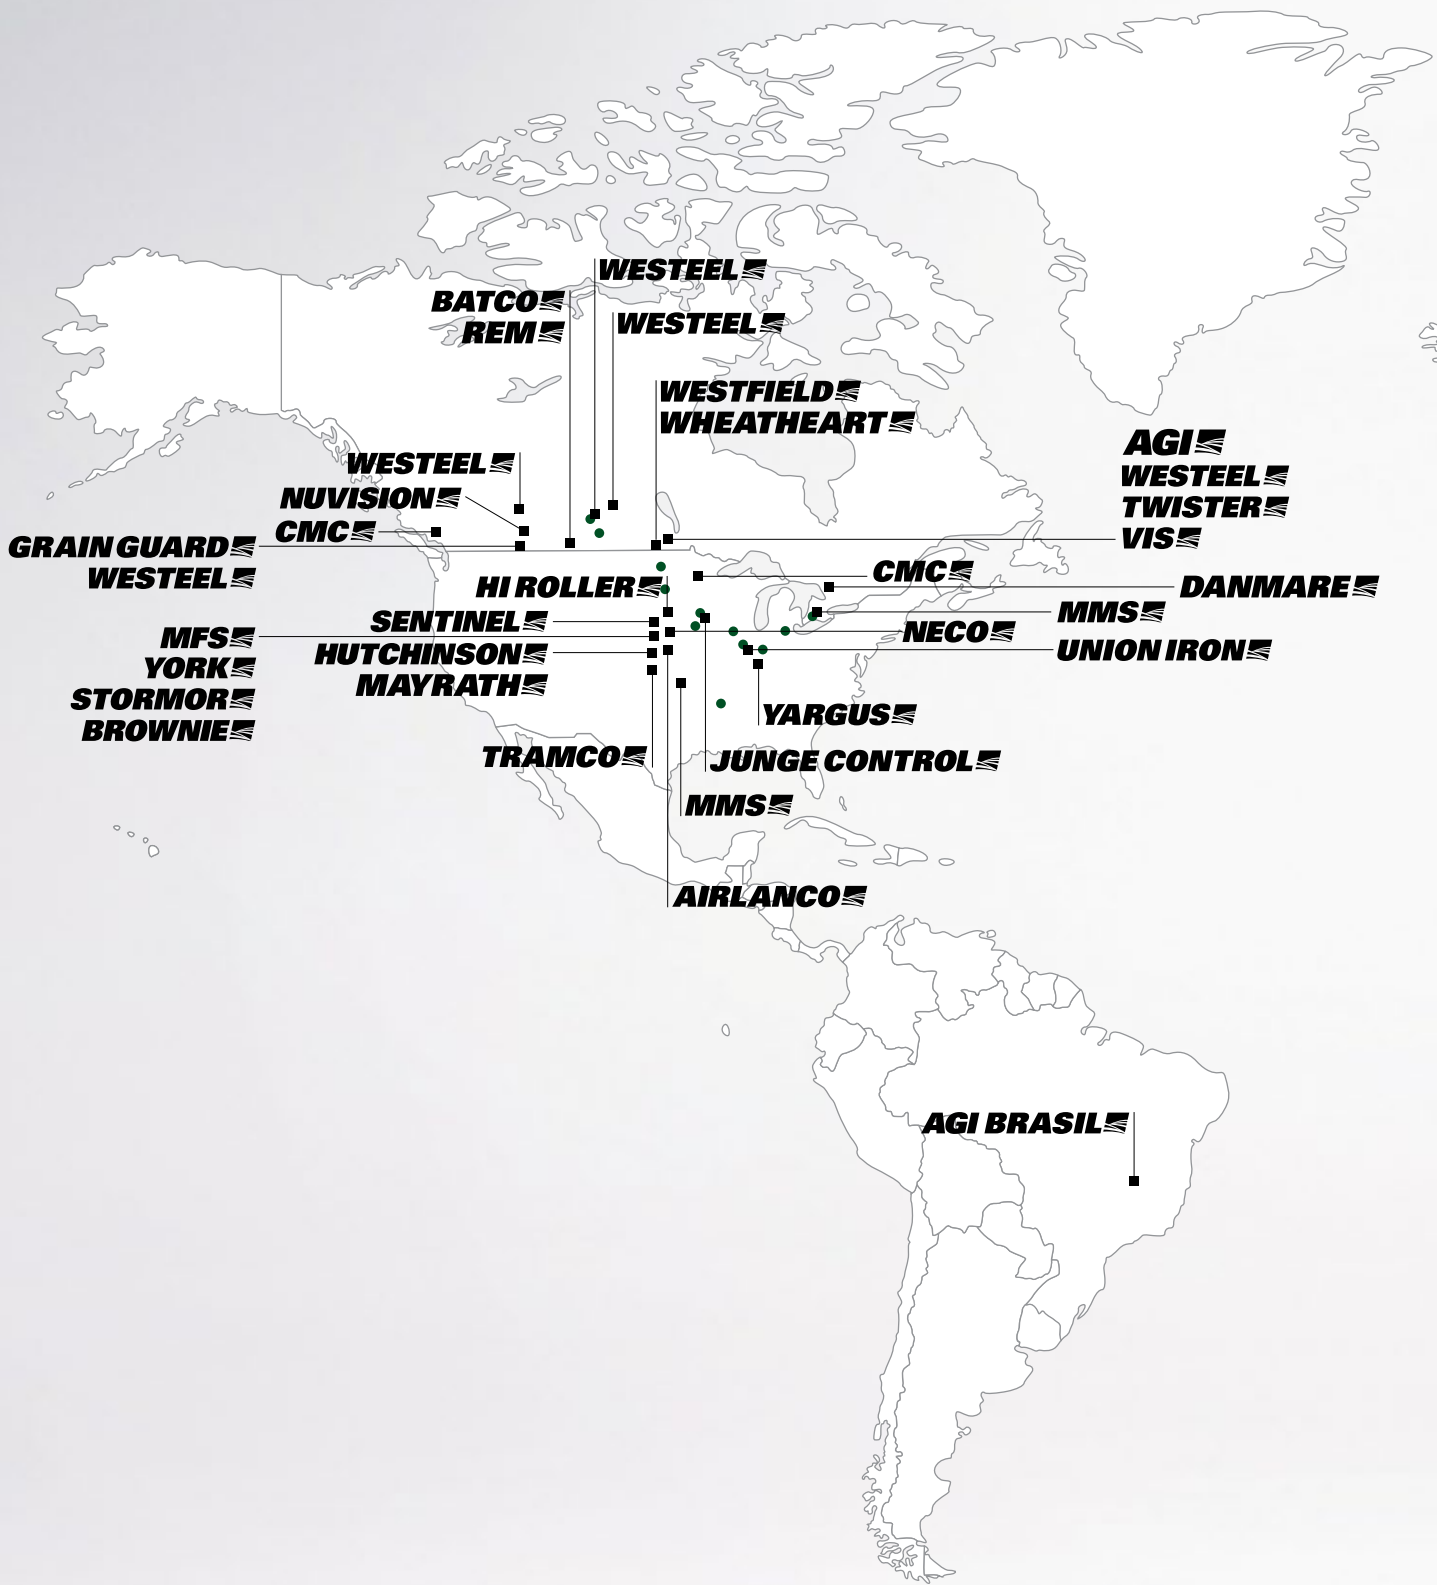 WESTEEL
BATCO
REM
WESTEEL
WESTFIELD
WHEATHEART
AGI
WESTEEL
TWISTER
VIS
WESTEEL
NUVISION
CMC
GRAIN GUARD
WESTEEL
CMC
HI ROLLER
DANMARE
MMS
SENTINEL
NECO
MFS
YORK
STORMOR
BROWNIE
HUTCHINSON
MAYRATH
UNION IRON
YARGUS
TRAMCO
JUNGE CONTROL
MMS
AIRLANCO
AGI BRASIL